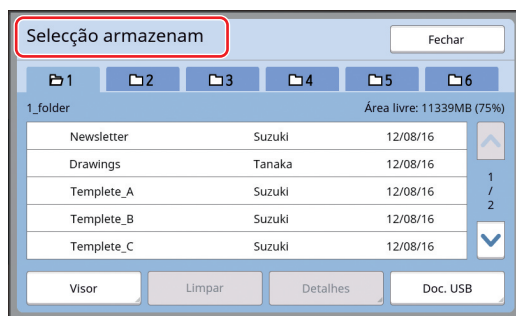 Selecção armazenam
Fechar
1 2 3 4 5 6
1_folder Área livre: 11339MB (75%)
Newsletter Suzuki 12/08/16
Drawings Tanaka 12/08/16
Templete_A Suzuki 12/08/16
Templete_B Suzuki 12/08/16
Templete_C Suzuki 12/08/16
1
/
2
Visor Limpar Detalhes Doc. USB